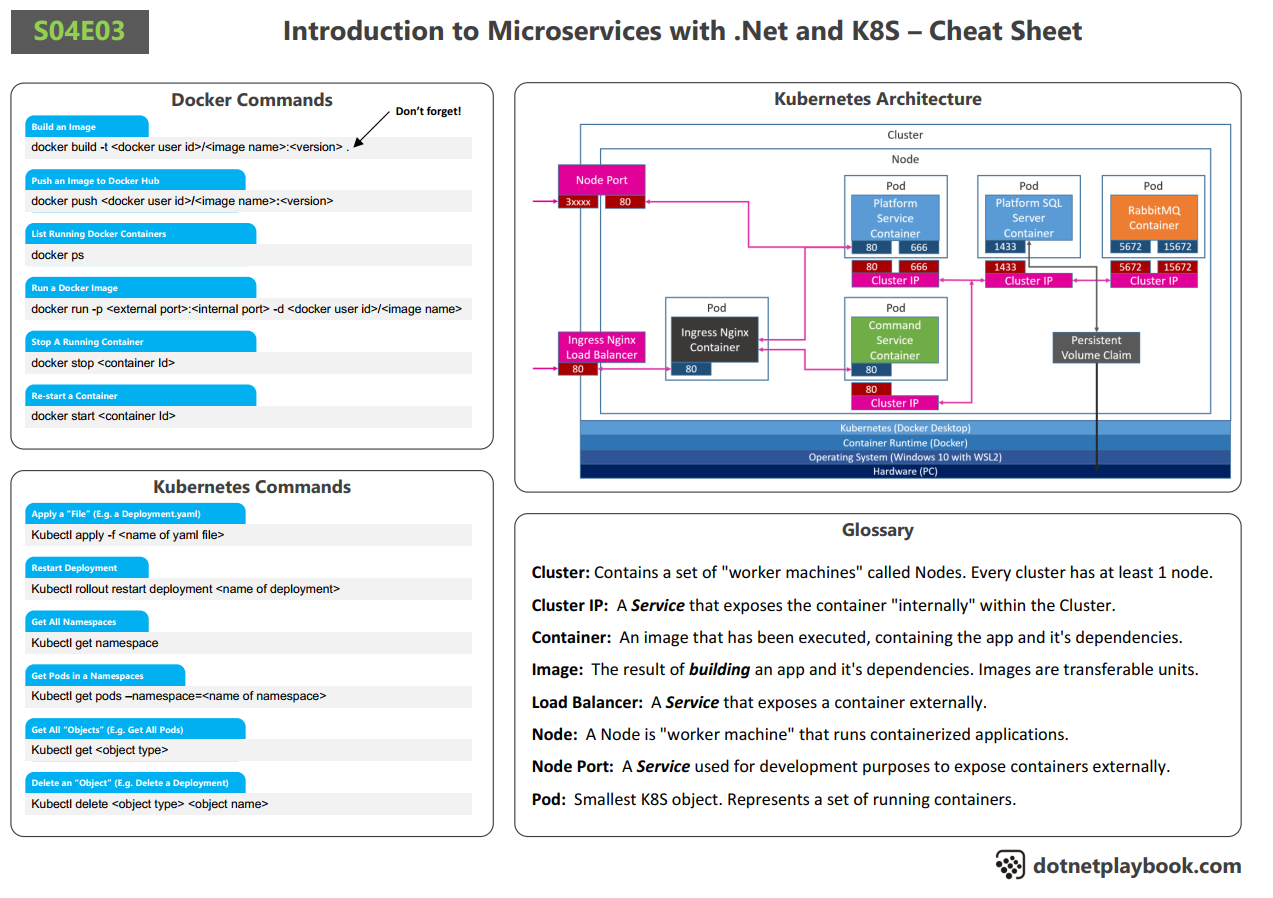 S04E03
Introduction to Microservices with .Net and K8S – Cheat Sheet
Docker Commands
Don't forget!
Build an Image
docker build -t <docker user id>/<image name>:<version> .
Push an Image to Docker Hub
docker push <docker user id>/<image name>:<version>
List Running Docker Containers
docker ps
Run a Docker Image
docker run -p <external port>:<internal port> -d <docker user id>/<image name>
Stop A Running Container
docker stop <container Id>
Re-start a Container
docker start <container Id>
Kubernetes Commands
Apply a "File" (E.g. a Deployment.yaml)
Kubectl apply -f <name of yaml file>
Restart Deployment
Kubectl rollout restart deployment <name of deployment>
Get All Namespaces
Kubectl get namespace
Get Pods in a Namespaces
Kubectl get pods –namespace=<name of namespace>
Get All "Objects" (E.g. Get All Pods)
Kubectl get <object type>
Delete an "Object" (E.g. Delete a Deployment)
Kubectl delete <object type> <object name>
Kubernetes Architecture
Cluster
Node
Node Port
3xxxx 80
Pod
Platform
Service
Container
80 666
80 666
Cluster IP
Pod
Platform SQL
Server
Container
1433
1433
Cluster IP
Pod
RabbitMQ
Container
5672 15672
5672 15672
Cluster IP
Ingress Nginx
Load Balancer
80
Pod
Ingress Nginx
Container
80
Pod
Command
Service
Container
80
80
Cluster IP
Persistent
Volume Claim
Kubernetes (Docker Desktop)
Container Runtime (Docker)
Operating System (Windows 10 with WSL2)
Hardware (PC)
Glossary
Cluster: Contains a set of "worker machines" called Nodes. Every cluster has at least 1 node.
Cluster IP: A Service that exposes the container "internally" within the Cluster.
Container: An image that has been executed, containing the app and it's dependencies.
Image: The result of building an app and it's dependencies. Images are transferable units.
Load Balancer: A Service that exposes a container externally.
Node: A Node is "worker machine" that runs containerized applications.
Node Port: A Service used for development purposes to expose containers externally.
Pod: Smallest K8S object. Represents a set of running containers.
dotnetplaybook.com